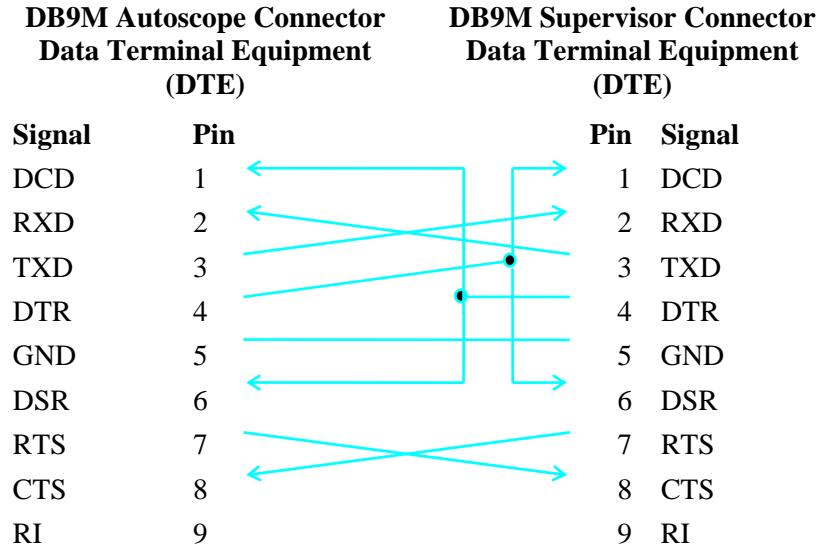 DB9M Autoscope Connector DB9M Supervisor Connector
Data Terminal Equipment Data Terminal Equipment
(DTE) (DTE)
Signal Pin Pin Signal
DCD 1 1 DCD
RXD 2 2 RXD
TXD 3 3 TXD
DTR 4 4 DTR
GND 5 5 GND
DSR 6 6 DSR
RTS 7 7 RTS
CTS 8 8 CTS
RI 9 9 RI